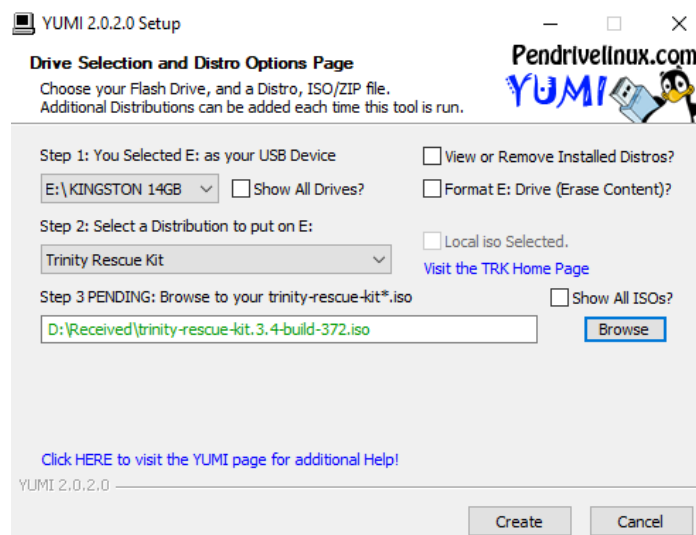 YUMI 2.0.2.0 Setup
Drive Selection and Distro Options Page
Choose your Flash Drive, and a Distro, ISO/ZIP file.
Additional Distributions can be added each time this tool is run.
Pendrivelinux.com
YUMI
Step 1: You Selected E: as your USB Device
View or Remove Installed Distros?
E:\KINGSTON 14GB
Show All Drives?
Format E: Drive (Erase Content)?
Step 2: Select a Distribution to put on E:
Local iso Selected.
Trinity Rescue Kit
Visit the TRK Home Page
Step 3 PENDING: Browse to your trinity-rescue-kit*.iso
Show All ISOs?
D:\Received\trinity-rescue-kit.3.4-build-372.iso
Browse
Click HERE to visit the YUMI page for additional Help!
YUMI 2.0.2.0
Create
Cancel